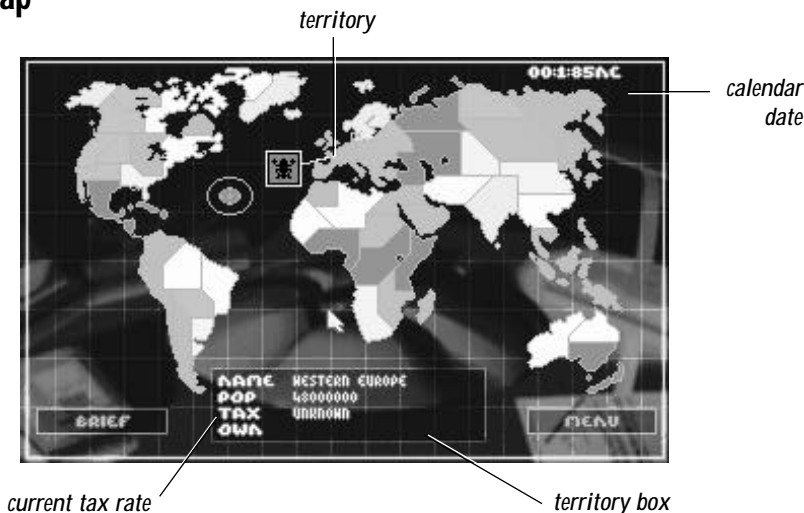 ap
territory
00:1:85NC
calendar
date
NAME WESTERN EUROPE
POP 48000000
TAX UNKNOWN
OWN
BRIEF
MENU
current tax rate
territory box